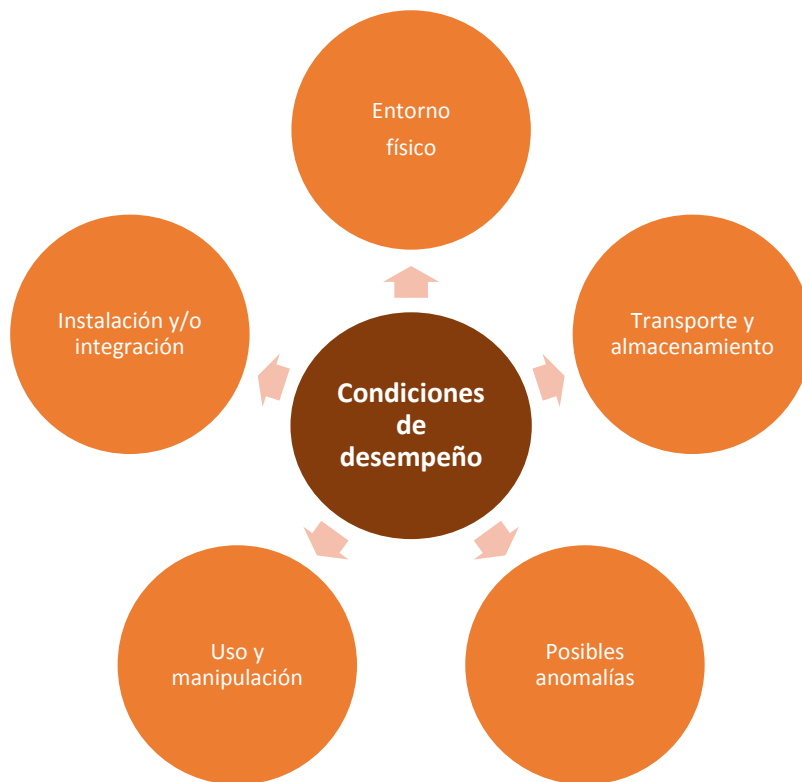 Entorno
físico
Instalación y/o
integración
Transporte y
almacenamiento
Condiciones
de
desempeño
Uso y
manipulación
Posibles
anomalías